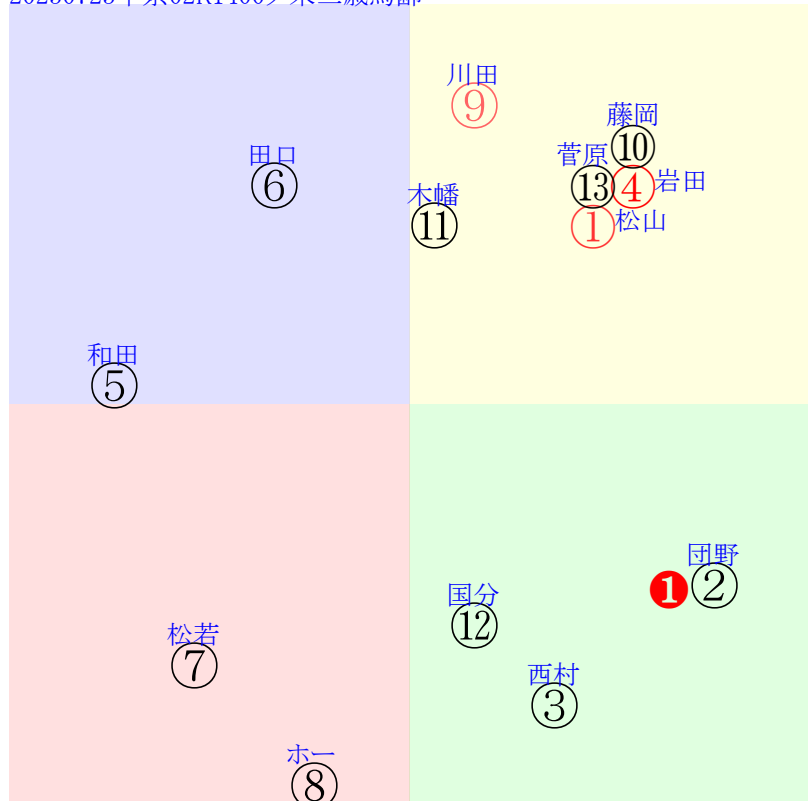 川田
⑨
藤岡
⑩
田口
⑥
菅原
⑬
④
岩田
木幡
⑪
①
松山
和田
⑤
団野
❶
②
国分
⑫
松若
⑦
西村
③
ホー
⑧